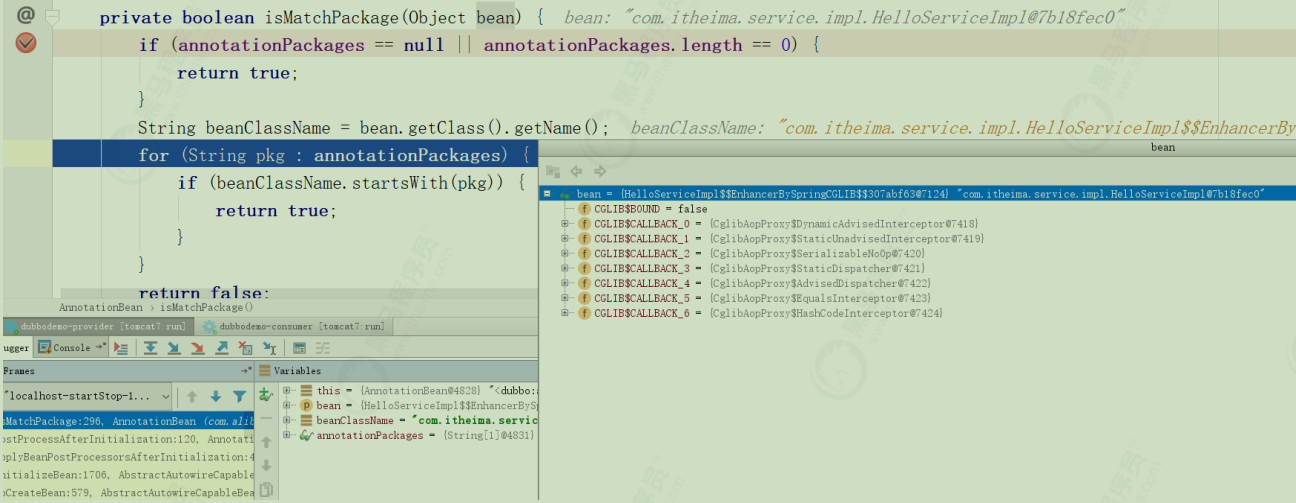 private boolean isMatchPackage(Object bean) {  bean: "com.itheima.service.impl.HelloServiceImpl@7b18fec0"
if (annotationPackages == null || annotationPackages.length == 0) {
return true;
}
String beanClassName = bean.getClass().getName();  beanClassName: "com.itheima.service.impl.HelloServiceImpl$$EnhancerBy
for (String pkg : annotationPackages) {
bean
if (beanClassName.startsWith(pkg)) {
bean = {HelloServiceImpl$$EnhancerBySpringCGLIB$$307abf63@7124} "com.itheima.service.impl.HelloServiceImpl@7b18fec0"
return true;
CGLIB$BOUND = false
CGLIB$CALLBACK_0 = {CglibAopProxy$DynamicAdvisedInterceptor@7418}
}
CGLIB$CALLBACK_1 = {CglibAopProxy$StaticUnadvisedInterceptor@7419}
CGLIB$CALLBACK_2 = {CglibAopProxy$SerializableNoOp@7420}
}
CGLIB$CALLBACK_3 = {CglibAopProxy$StaticDispatcher@7421}
CGLIB$CALLBACK_4 = {CglibAopProxy$AdvisedDispatcher@7422}
return false;
CGLIB$CALLBACK_5 = {CglibAopProxy$EqualsInterceptor@7423}
CGLIB$CALLBACK_6 = {CglibAopProxy$HashCodeInterceptor@7424}
AnnotationBean › isMatchPackage()
dubbodemo-provider [tomcat7:run]  dubbodemo-consumer [tomcat7:run]
ugger  Console
Frames
Variables
"localhost-startStop-1...
this = {AnnotationBean@4828} "<dubbo:a
bean = {HelloServiceImpl$$EnhancerBySp
beanClassName = "com.itheima.servic
annotationPackages = {String[1]@4831}
sMatchPackage:296, AnnotationBean (com.alib
ostProcessAfterInitialization:120, Annotati
pplyBeanPostProcessorsAfterInitialization:4
nitializeBean:1706, AbstractAutowireCapable
oCreateBean:579, AbstractAutowireCapableBea